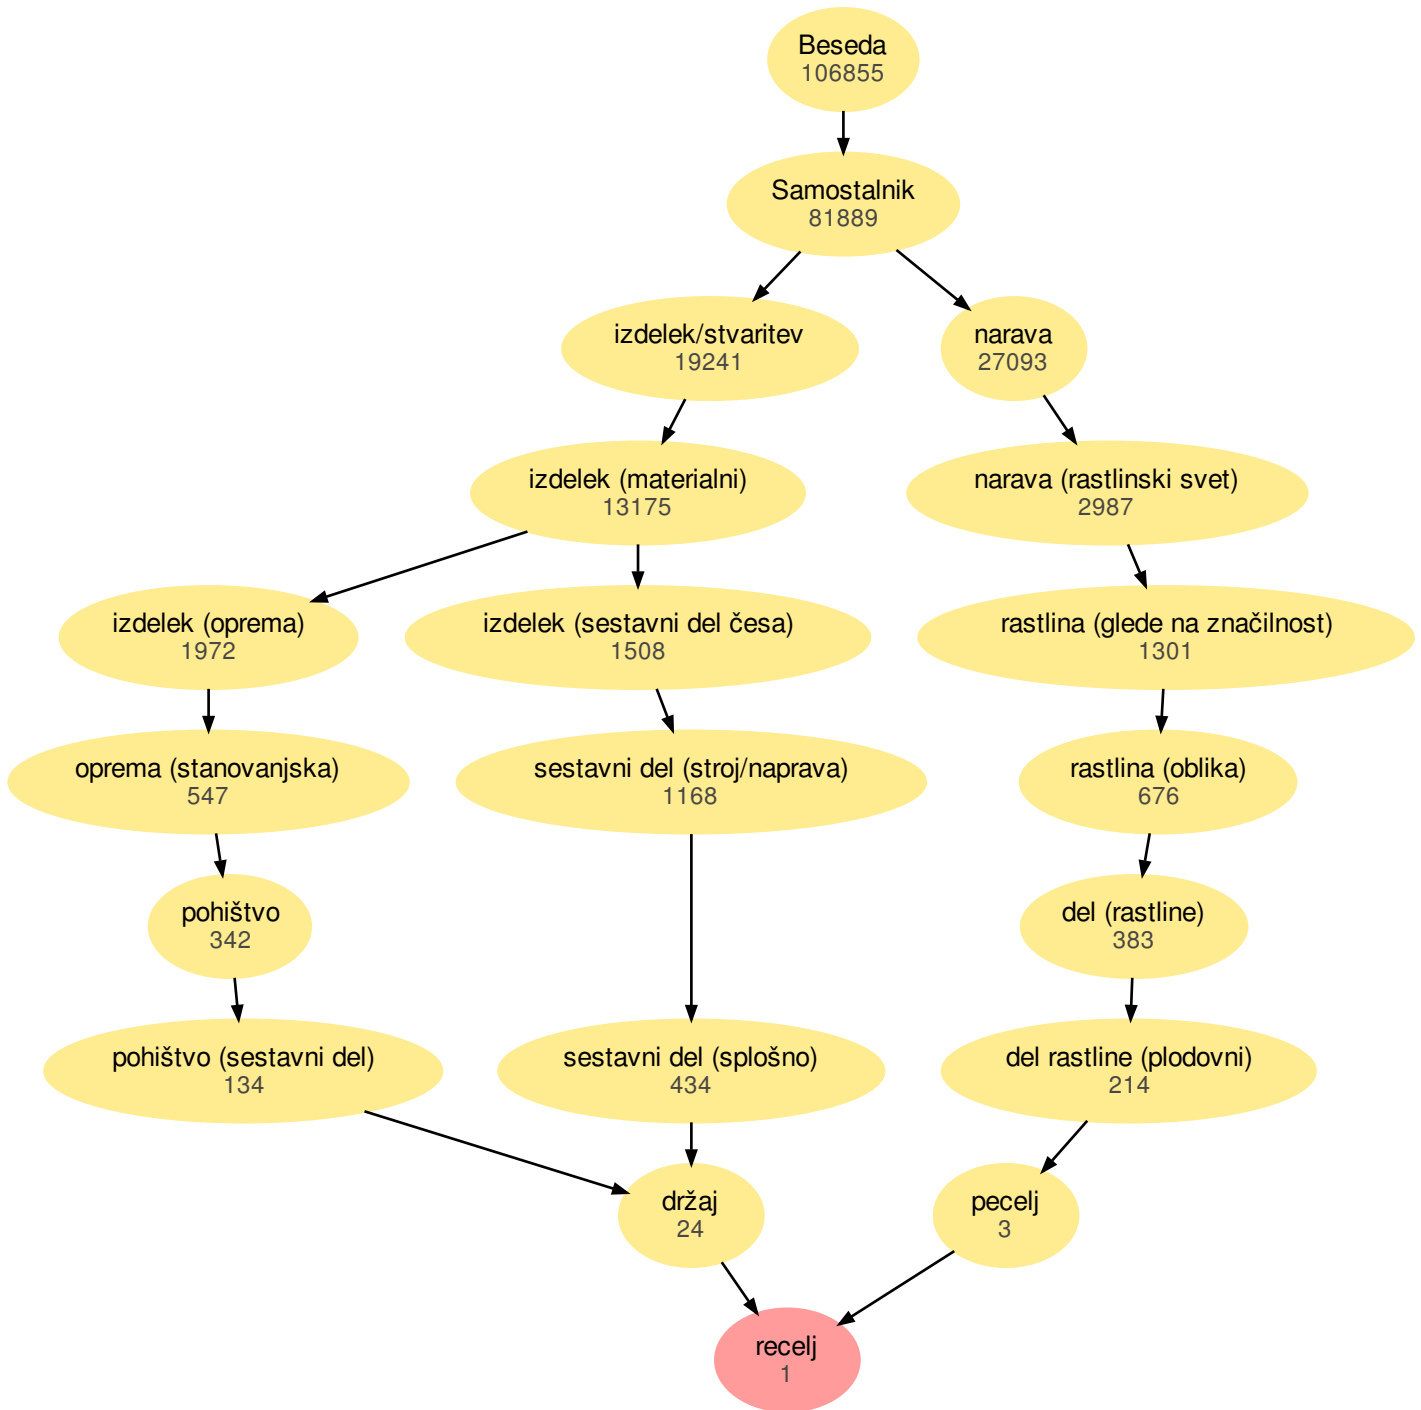 Beseda
106855
Samostalnik
81889
izdelek/stvaritev
19241
narava
27093
izdelek (materialni)
13175
narava (rastlinski svet)
2987
izdelek (oprema)
1972
izdelek (sestavni del česa)
1508
rastlina (glede na značilnost)
1301
oprema (stanovanjska)
547
sestavni del (stroj/naprava)
1168
rastlina (oblika)
676
pohištvo
342
del (rastline)
383
pohištvo (sestavni del)
134
sestavni del (splošno)
434
del rastline (plodovni)
214
držaj
24
pecelj
3
recelj
1